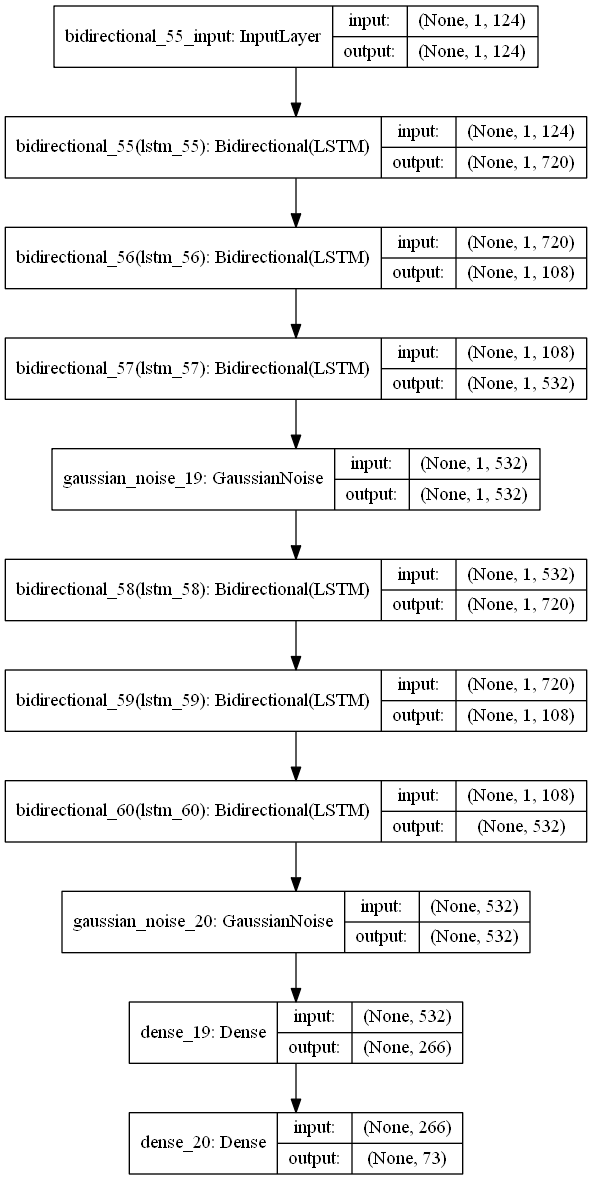 bidirectional_55_input: InputLayer input: (None, 1, 124)
output: (None, 1, 124)
bidirectional_55(lstm_55): Bidirectional(LSTM) input: (None, 1, 124)
output: (None, 1, 720)
bidirectional_56(lstm_56): Bidirectional(LSTM) input: (None, 1, 720)
output: (None, 1, 108)
bidirectional_57(lstm_57): Bidirectional(LSTM) input: (None, 1, 108)
output: (None, 1, 532)
gaussian_noise_19: GaussianNoise input: (None, 1, 532)
output: (None, 1, 532)
bidirectional_58(lstm_58): Bidirectional(LSTM) input: (None, 1, 532)
output: (None, 1, 720)
bidirectional_59(lstm_59): Bidirectional(LSTM) input: (None, 1, 720)
output: (None, 1, 108)
bidirectional_60(lstm_60): Bidirectional(LSTM) input: (None, 1, 108)
output: (None, 532)
gaussian_noise_20: GaussianNoise input: (None, 532)
output: (None, 532)
dense_19: Dense input: (None, 532)
output: (None, 266)
dense_20: Dense input: (None, 266)
output: (None, 73)